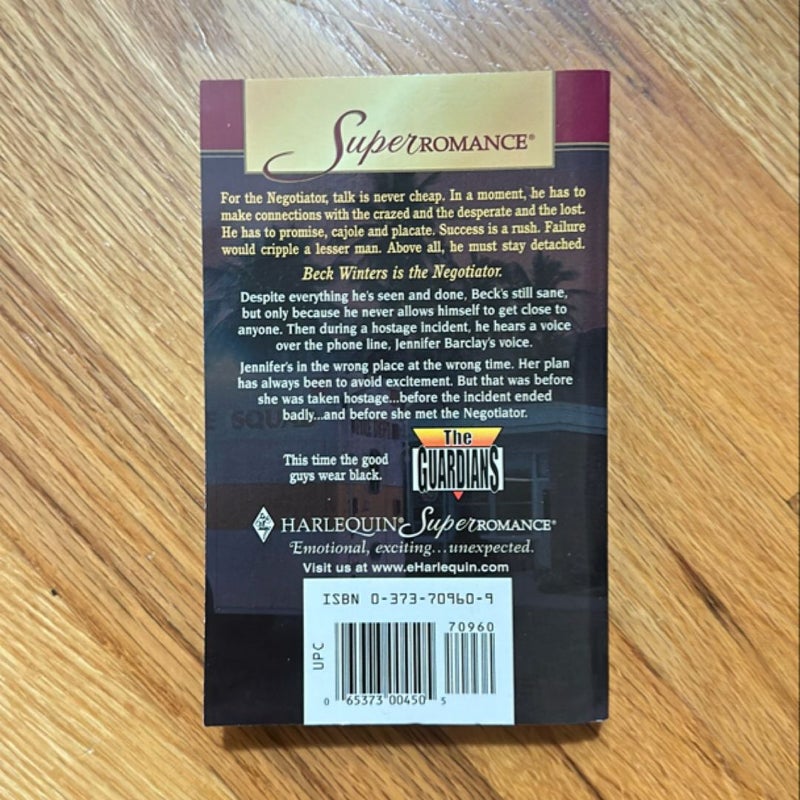 SuperROMANCE®
For the Negotiator, talk is never cheap. In a moment, he has to
make connections with the crazed and the desperate and the lost.
He has to promise, cajole and placate. Success is a rush. Failure
would cripple a lesser man. Above all, he must stay detached.
Beck Winters is the Negotiator.
Despite everything he's seen and done, Beck's still sane,
but only because he never allows himself to get close to
anyone. Then during a hostage incident, he hears a voice
over the phone line, Jennifer Barclay's voice.
Jennifer's in the wrong place at the wrong time. Her plan
has always been to avoid excitement. But that was before
she was taken hostage...before the incident ended
badly...and before she met the Negotiator.
SQUAD
This time the good
guys wear black.
The
GUARDIANS
HARLEQUIN® SuperROMANCE®
Emotional, exciting...unexpected.
Visit us at www.eHarlequin.com
ISBN 0-373-70960-9
70960
UPC
0 65373 00450 5